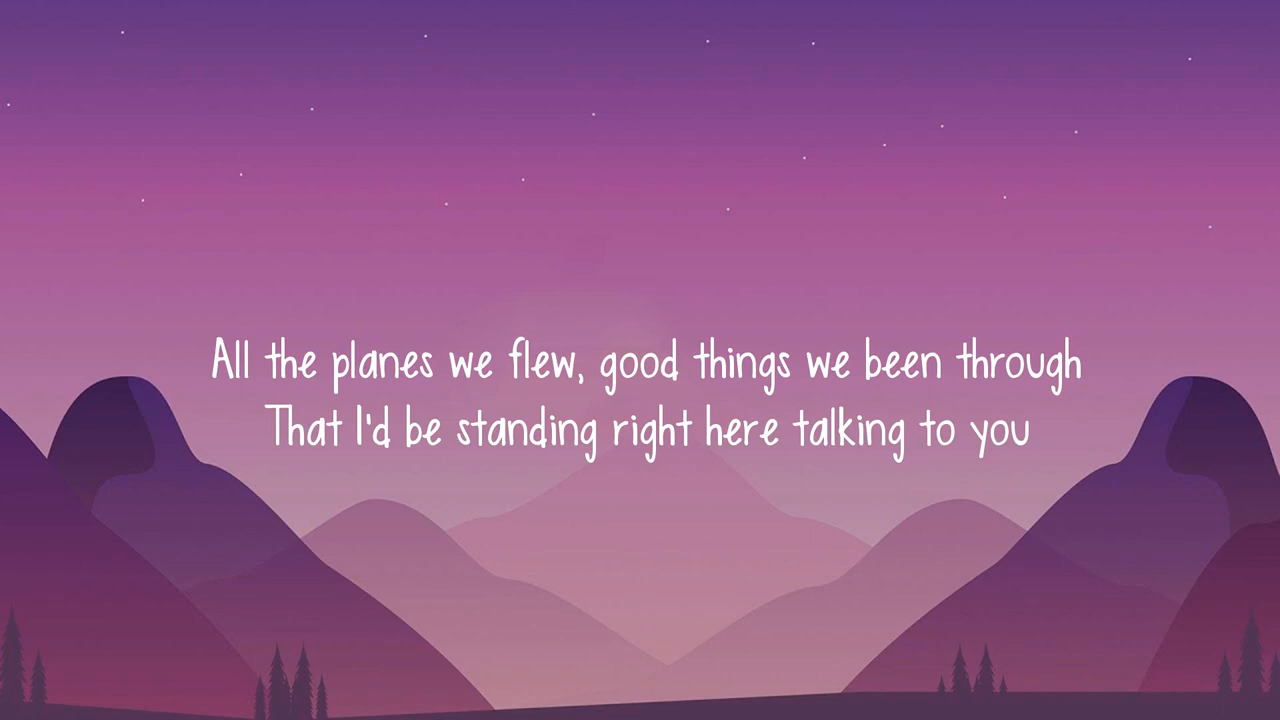 All the planes we flew, good things we been through
That I'd be standing right here talking to you